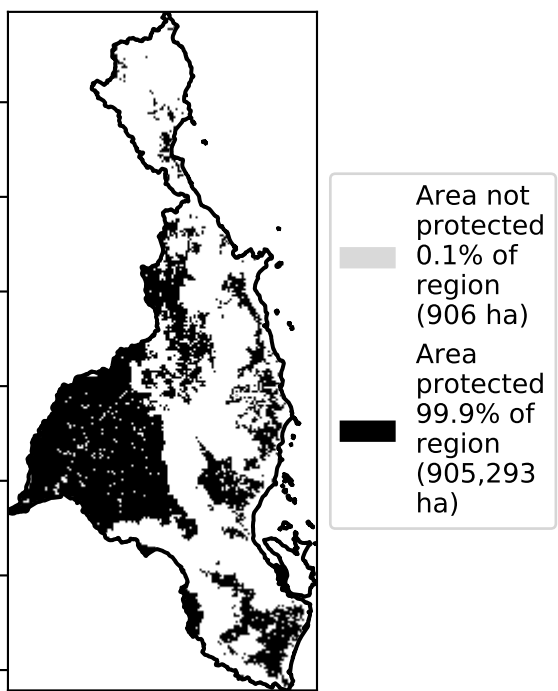 Area not
protected
0.1% of
region
(906 ha)
Area
protected
99.9% of
region
(905,293
ha)